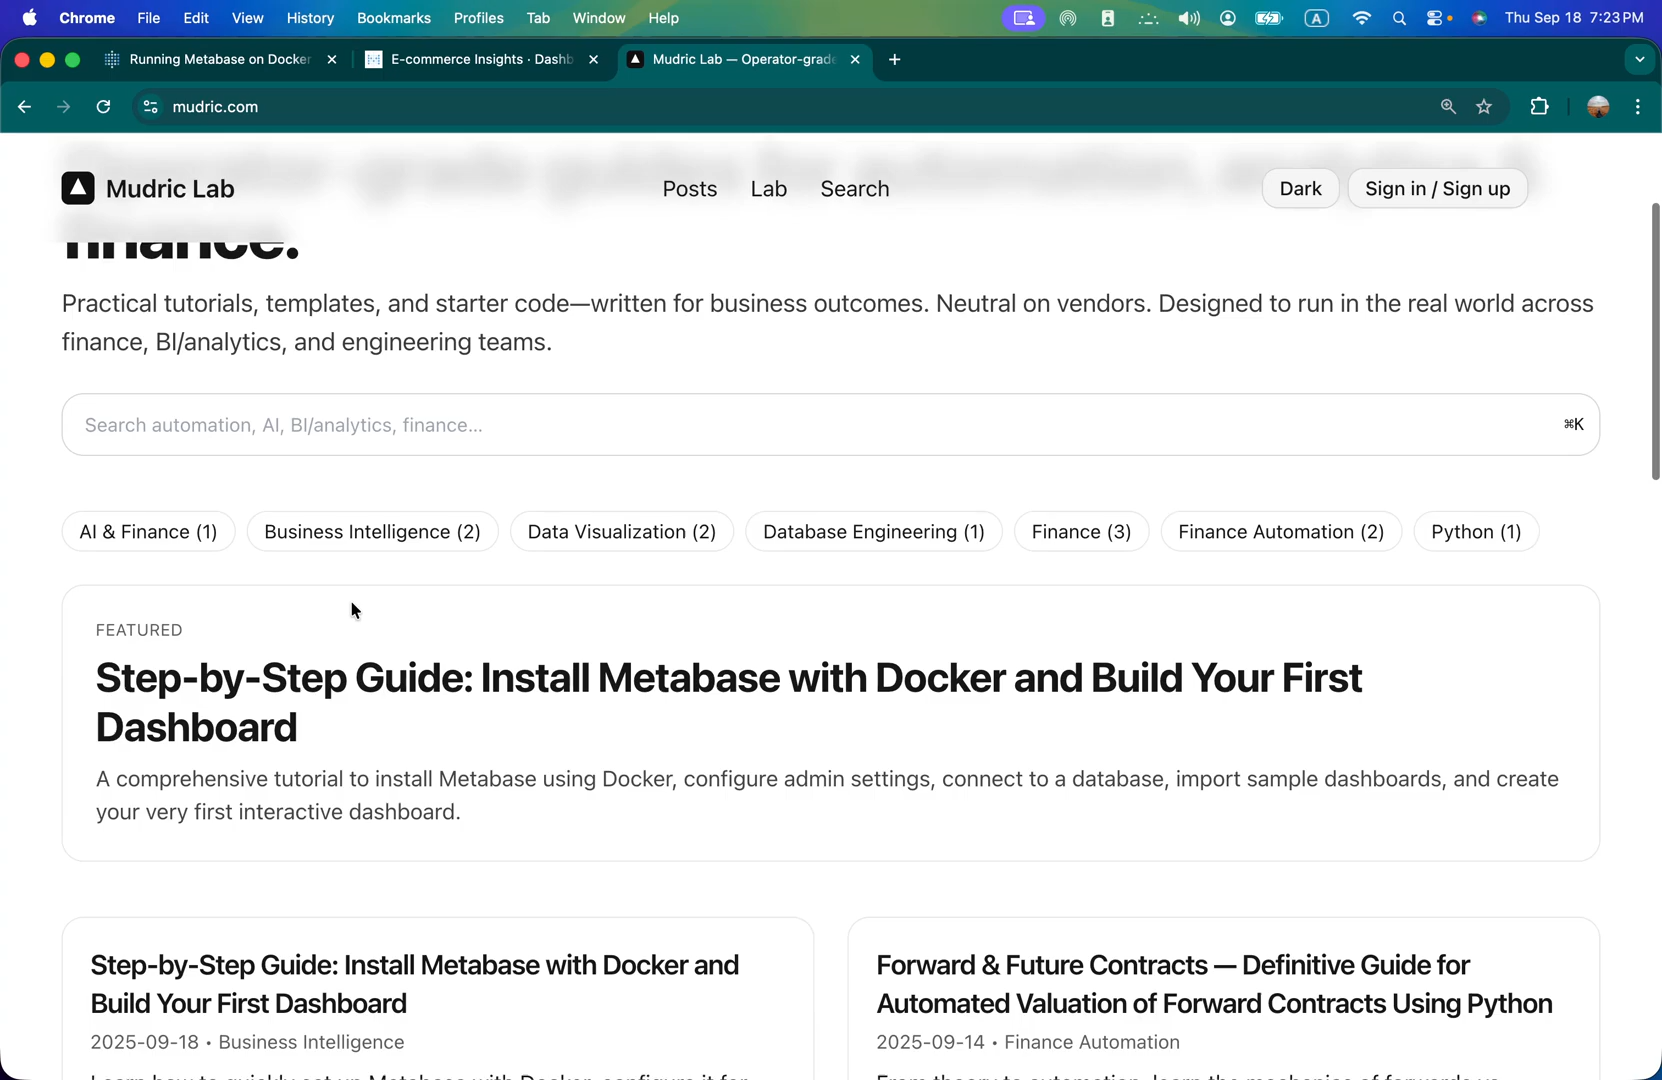 Chrome File Edit View History Bookmarks Profiles Tab Window Help
A
Thu Sep 18 7:23 PM
Running Metabase on Docker
E-commerce Insights · Dashb
Mudric Lab — Operator-grade
mudric.com
Operator-grade guides for automation, analytics &
finance.
Mudric Lab
Posts Lab Search
Dark Sign in / Sign up
Practical tutorials, templates, and starter code—written for business outcomes. Neutral on vendors. Designed to run in the real world across
finance, BI/analytics, and engineering teams.
Search automation, AI, BI/analytics, finance...
⌘K
AI & Finance (1) Business Intelligence (2) Data Visualization (2) Database Engineering (1) Finance (3) Finance Automation (2) Python (1)
FEATURED
Step-by-Step Guide: Install Metabase with Docker and Build Your First
Dashboard
A comprehensive tutorial to install Metabase using Docker, configure admin settings, connect to a database, import sample dashboards, and create
your very first interactive dashboard.
Step-by-Step Guide: Install Metabase with Docker and
Build Your First Dashboard
2025-09-18 • Business Intelligence
Forward & Future Contracts — Definitive Guide for
Automated Valuation of Forward Contracts Using Python
2025-09-14 • Finance Automation